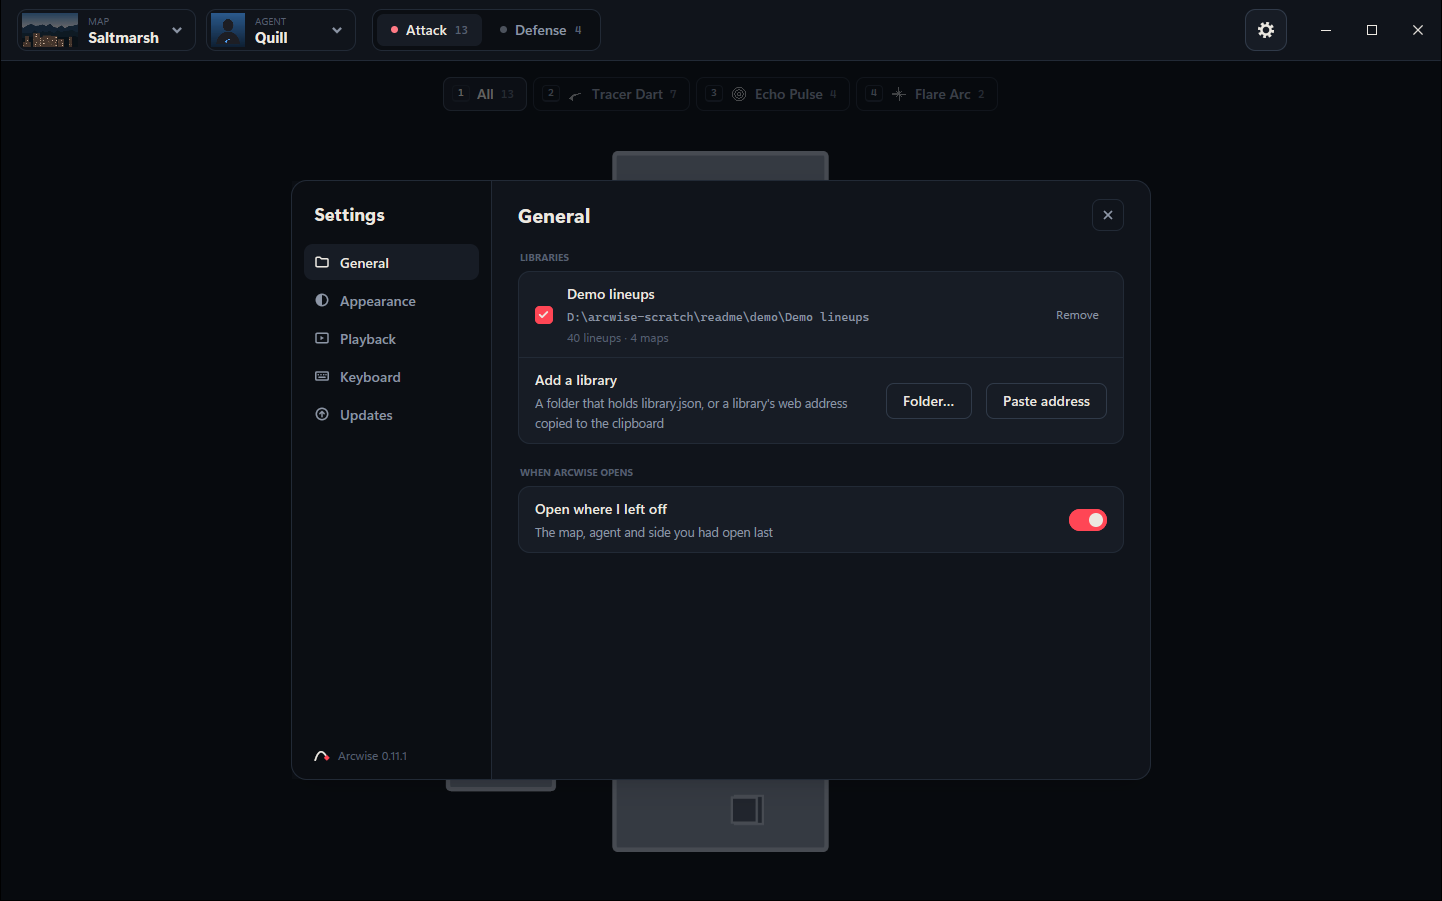 MAP
Saltmarsh
AGENT
Quill
Attack 13
Defense 4
1 All 13
2 Tracer Dart 7
3 Echo Pulse 4
4 Flare Arc 2
Settings
General
Appearance
Playback
Keyboard
Updates
Arcwise 0.11.1
General
LIBRARIES
Demo lineups
D:\arcwise-scratch\readme\demo\Demo lineups
40 lineups · 4 maps
Remove
Add a library
A folder that holds library.json, or a library's web address
copied to the clipboard
Folder...
Paste address
WHEN ARCWISE OPENS
Open where I left off
The map, agent and side you had open last